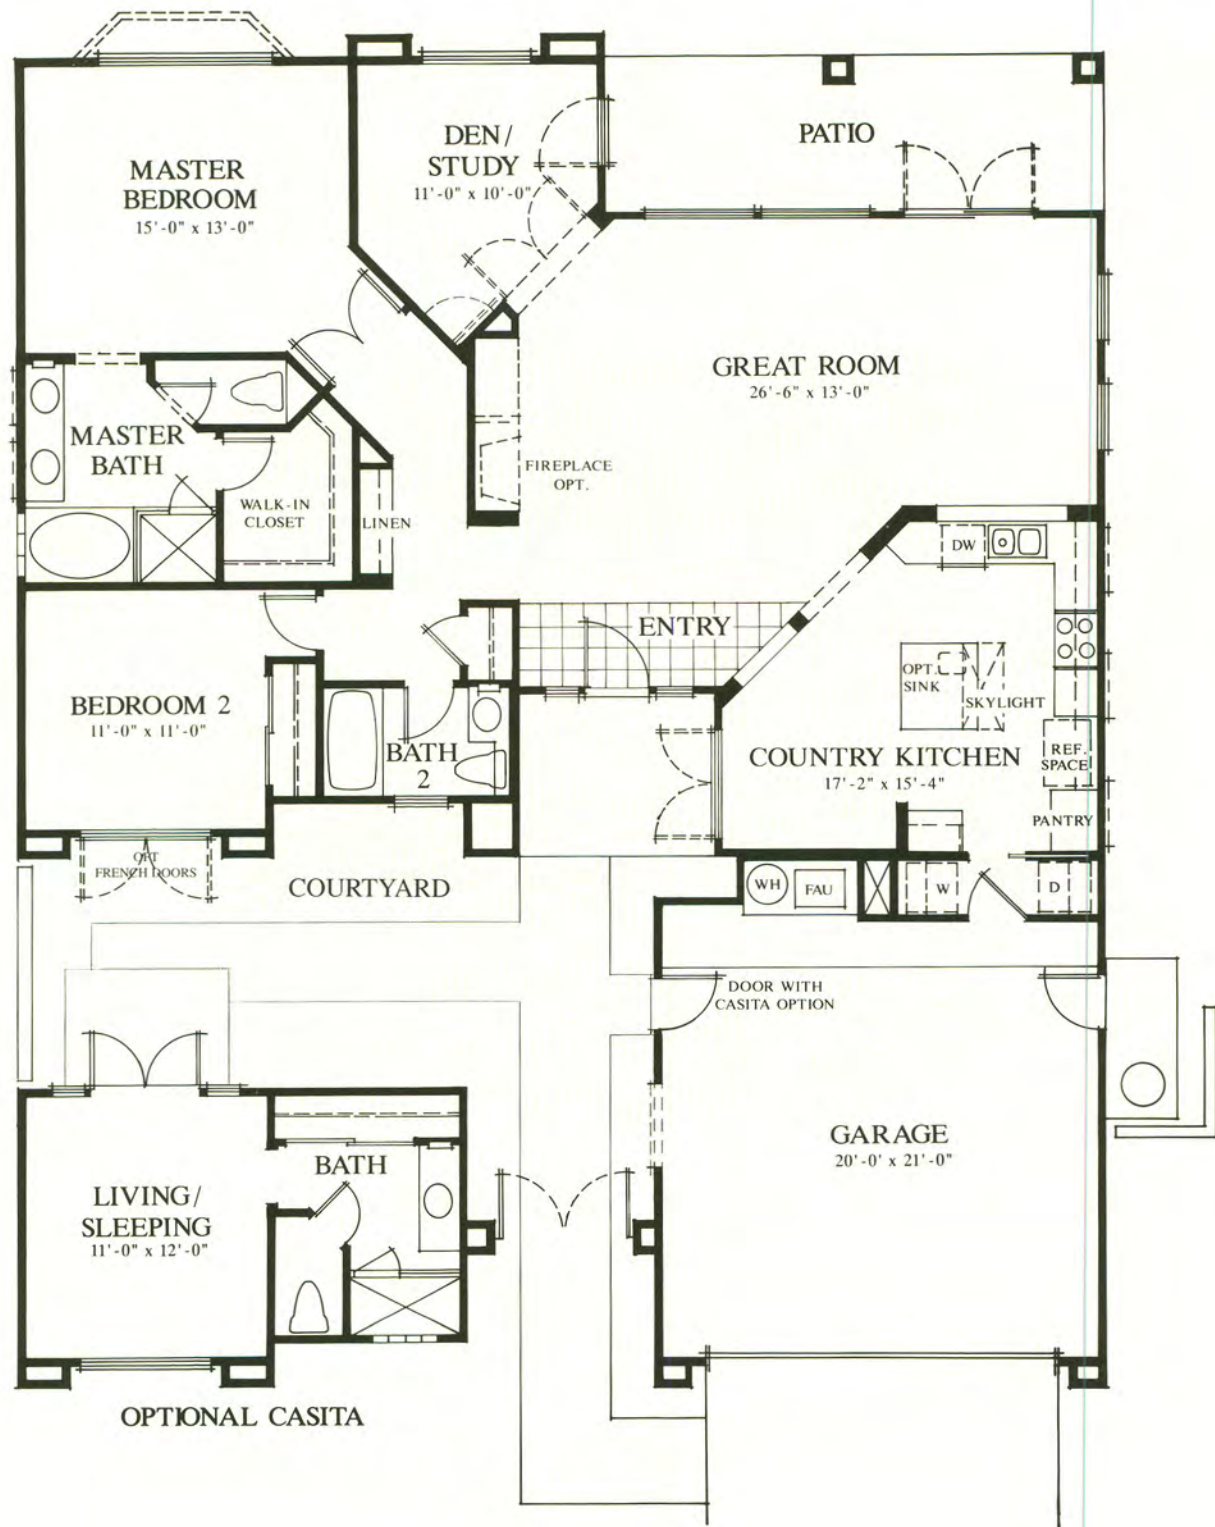 DEN/
STUDY
11'-0" x 10'-0"
PATIO
MASTER
BEDROOM
15'-0" x 13'-0"
GREAT ROOM
26'-6" x 13'-0"
MASTER
BATH
FIREPLACE
OPT.
WALK-IN
CLOSET
LINEN
DW
ENTRY
OPT.
SINK
SKYLIGHT
BEDROOM 2
11'-0" x 11'-0"
BATH
2
COUNTRY KITCHEN
17'-2" x 15'-4"
REF.
SPACE
PANTRY
OPT
FRENCH DOORS
COURTYARD
WH
FAU
W
D
DOOR WITH
CASITA OPTION
GARAGE
20'-0' x 21'-0"
BATH
LIVING/
SLEEPING
11'-0" x 12'-0"
OPTIONAL CASITA